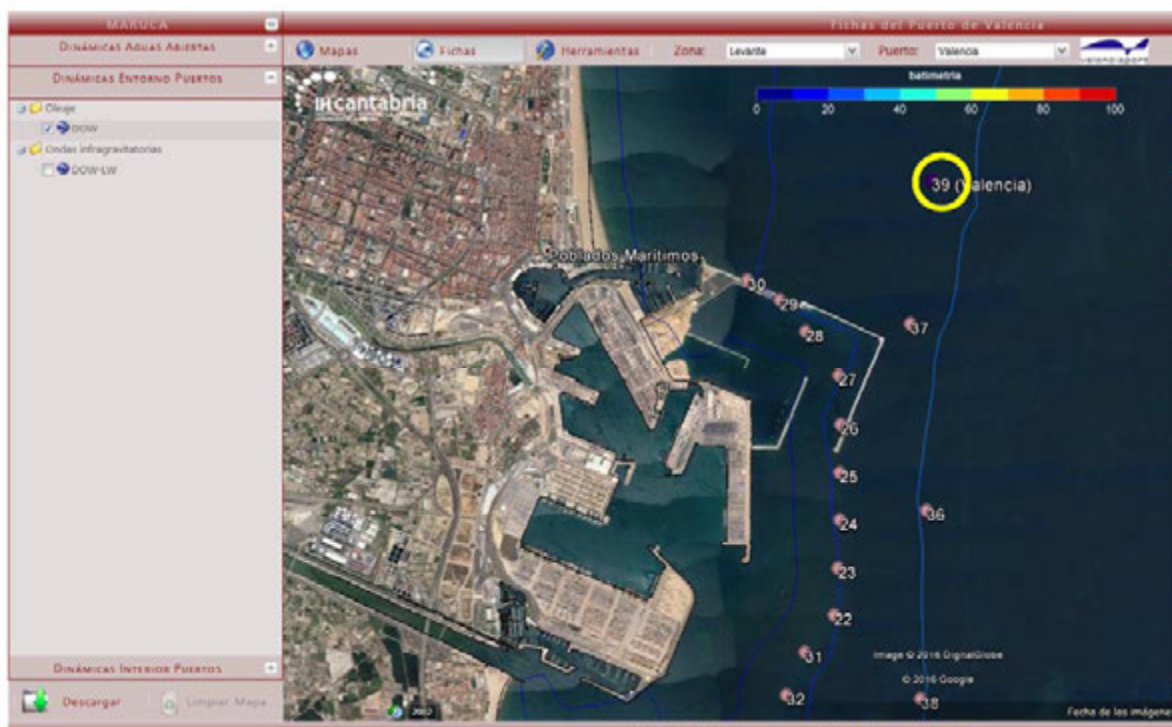 MARUCA
Fichas del Puerto de Valencia
DINÁMICAS AGUAS ABIERTAS
Mapas
Fichas
Herramientas
Zona:
Levante
Puerto:
Valencia
valenciaport
DINÁMICAS ENTORNO PUERTOS
Oleaje
DOW
Ondas infragravitatorias
DOW-LW
IHcantabria
batimetria
0 20 40 60 80 100
39 (Valencia)
Poblados Marítimos
30
29
28
37
27
26
25
36
24
23
22
31
32
38
Image © 2016 DigitalGlobe
© 2016 Google
2002
Fecha de las imágenes
DINÁMICAS INTERIOR PUERTOS
Descargar
Limpiar Mapa